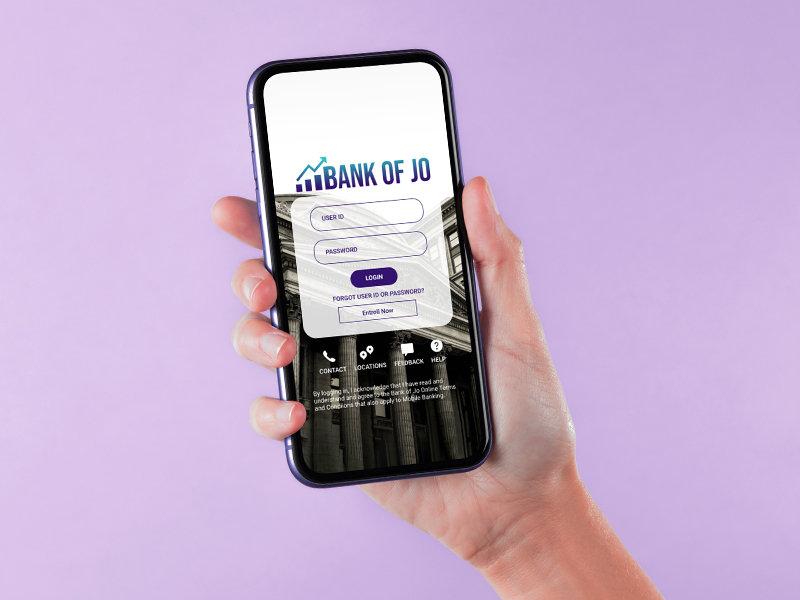 BANK OF JO
USER ID
PASSWORD
LOGIN
FORGOT USER ID OR PASSWORD?
Entroll Now
CONTACT
LOCATIONS
FEEDBACK
HELP
By logging in, I acknowledge that I have read and
understand and agree to the Bank of Jo Online Terms
and Conditions that also apply to Mobile Banking.